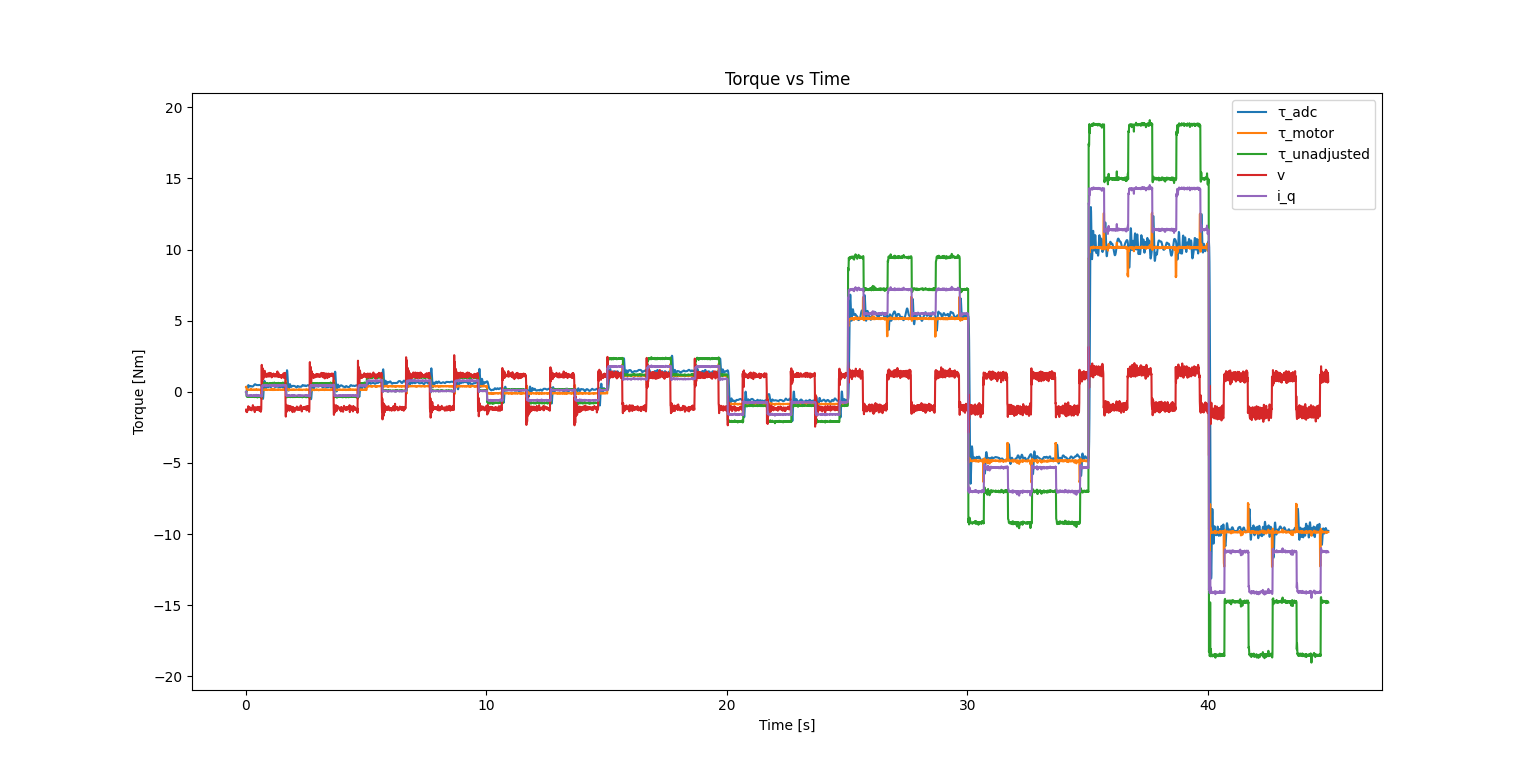 Torque vs Time
τ_adc
τ_motor
τ_unadjusted
v
i_q
20
15
10
5
0
−5
−10
−15
−20
Torque [Nm]
0 10 20 30 40
Time [s]